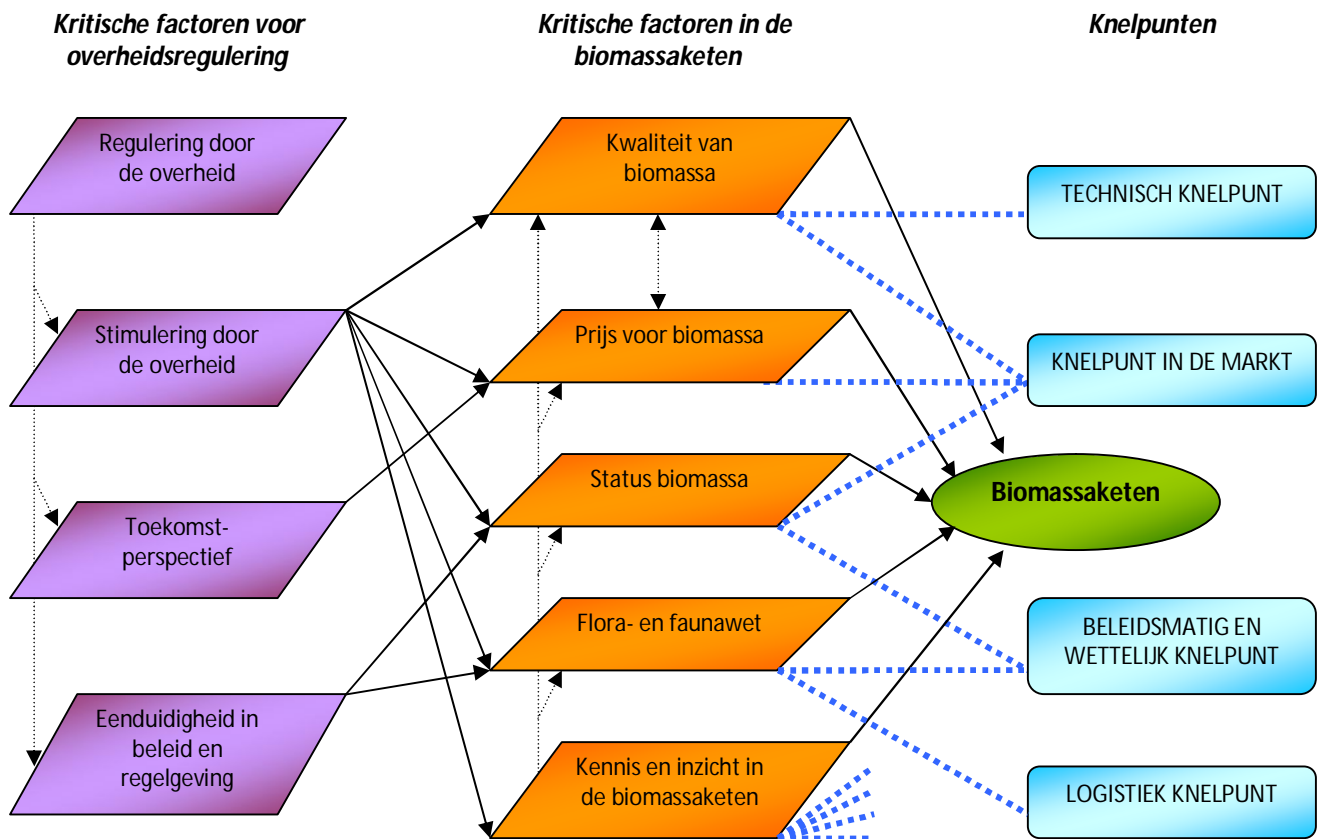 Kritische factoren voor
overheidsregulering
Kritische factoren in de
biomassaketen
Knelpunten
Regulering door
de overheid
Stimulering door
de overheid
Toekomst-
perspectief
Eenduidigheid in
beleid en
regelgeving
Kwaliteit van
biomassa
Prijs voor biomassa
Status biomassa
Flora- en faunawet
Kennis en inzicht in
de biomassaketen
TECHNISCH KNELPUNT
KNELPUNT IN DE MARKT
Biomassaketen
BELEIDSMATIG EN
WETTELIJK KNELPUNT
LOGISTIEK KNELPUNT